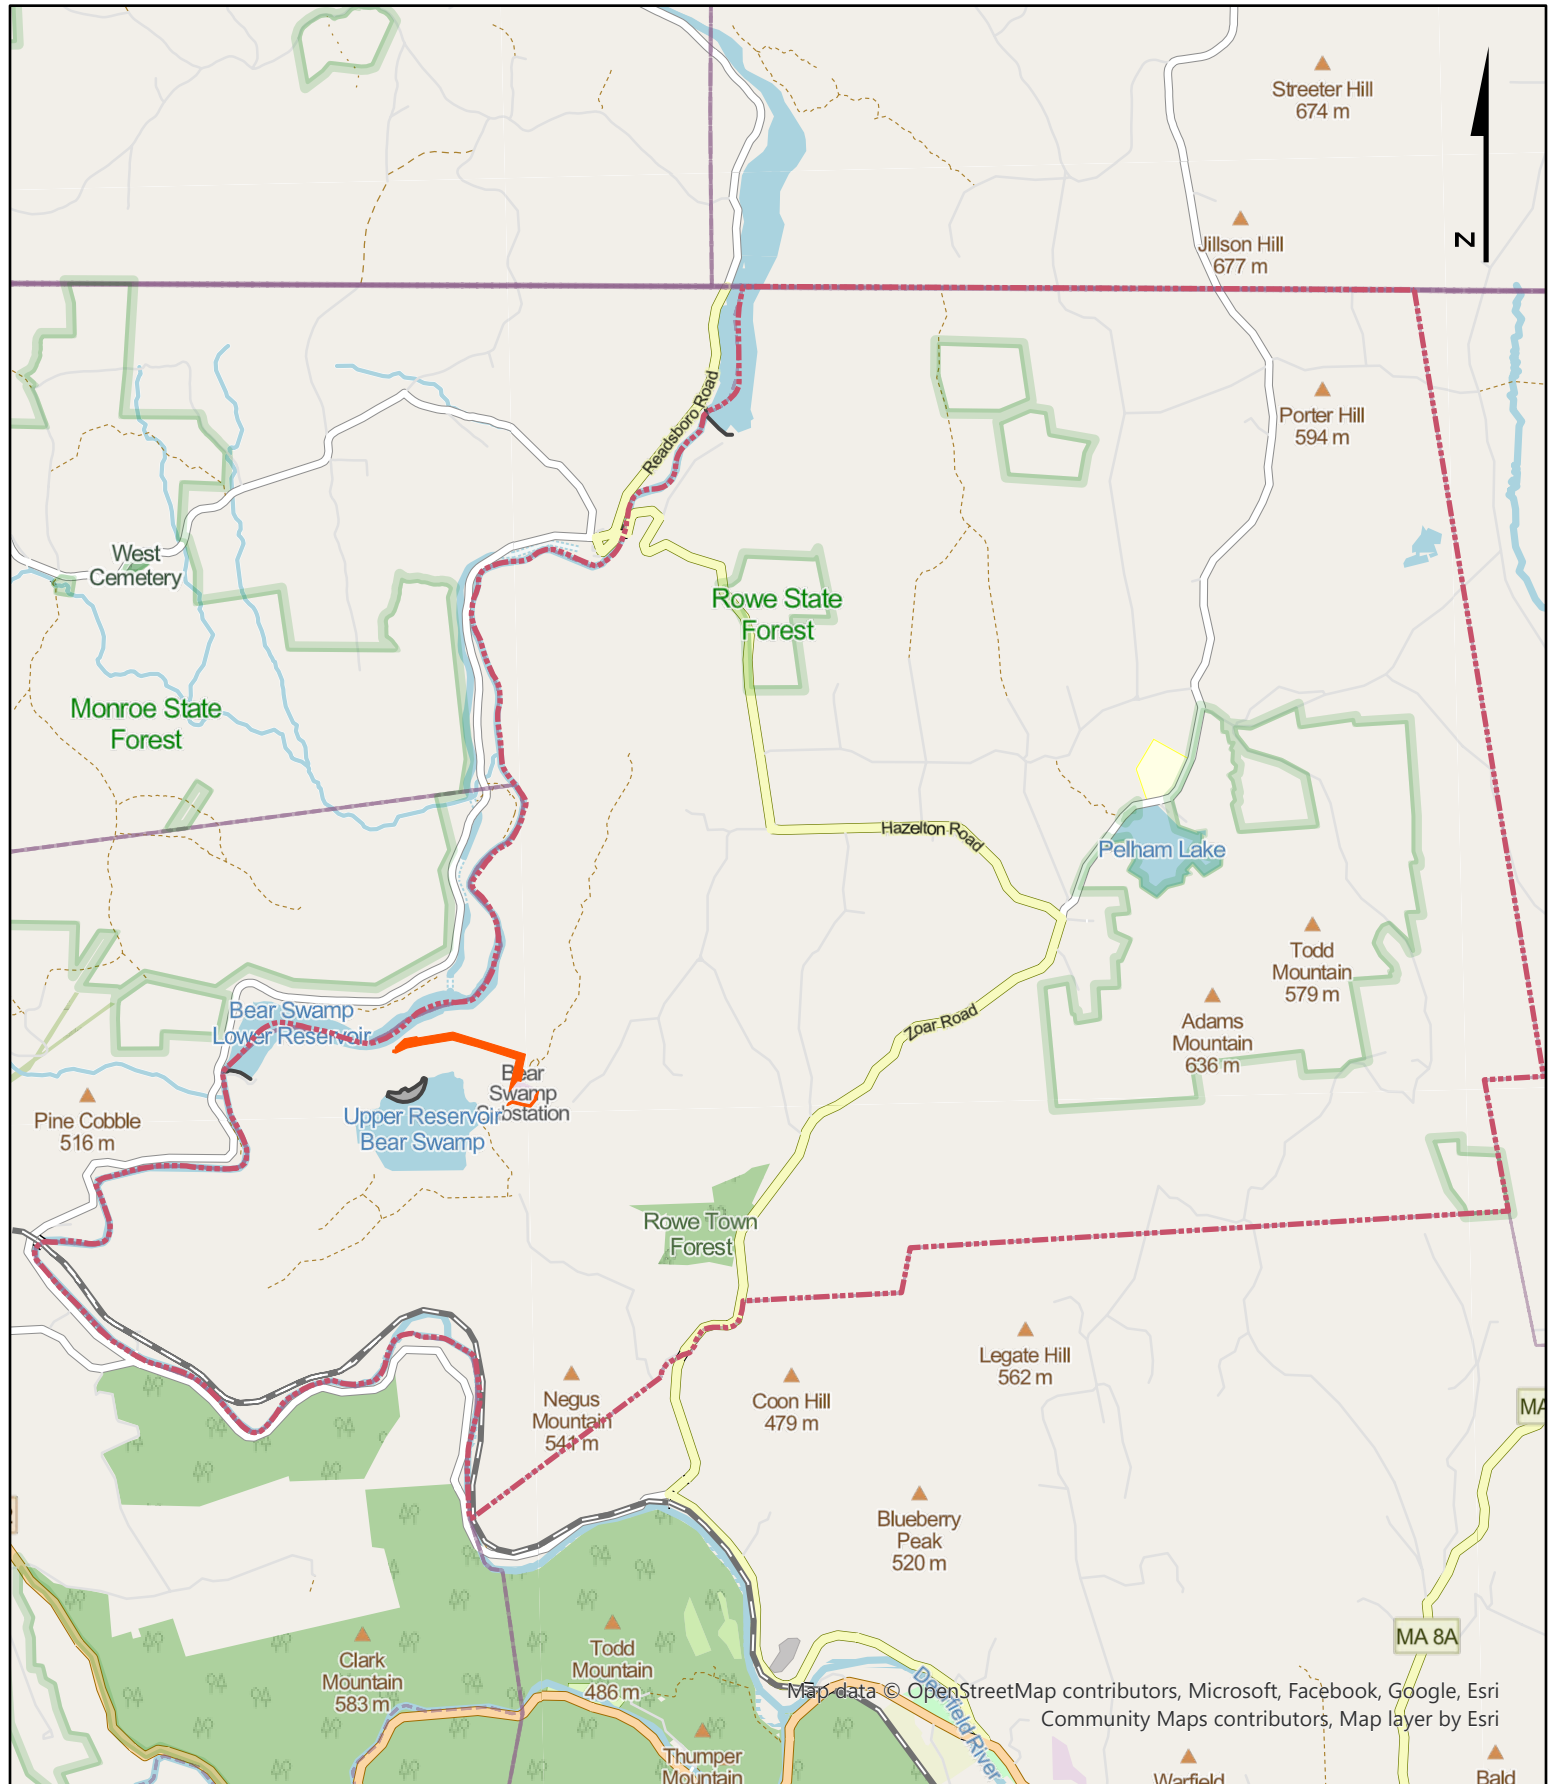 Streeter Hill
674 m
Jillson Hill
677 m
N
Readsboro Road
Porter Hill
594 m
West
Cemetery
Rowe State
Forest
Monroe State
Forest
Hazelton Road
Pelham Lake
Todd
Mountain
579 m
Adams
Mountain
636 m
Zoar Road
Bear Swamp
Lower Reservoir
Bear
Swamp
Substation
Upper Reservoir
Bear Swamp
Pine Cobble
516 m
Rowe Town
Forest
Legate Hill
562 m
Negus
Mountain
541 m
Coon Hill
479 m
MA
Blueberry
Peak
520 m
MA 8A
Clark
Mountain
583 m
Todd
Mountain
486 m
Deerfield River
Map data © OpenStreetMap contributors, Microsoft, Facebook, Google, Esri
Community Maps contributors, Map layer by Esri
Thumper
Mountain
Warfield
Bald